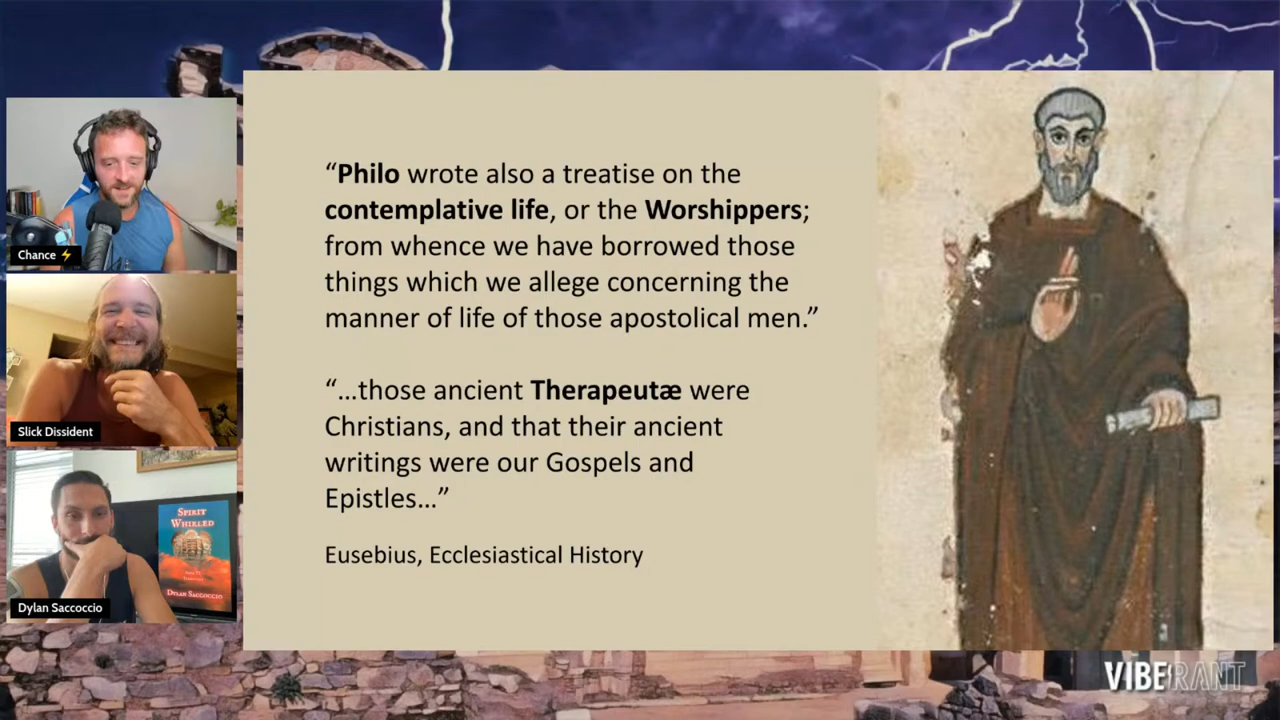 Chance⚡
Slick Dissident
SPIRIT
WHIRLED
DYLAN SACCOCCIO
Dylan Saccoccio
“Philo wrote also a treatise on the
contemplative life, or the Worshippers;
from whence we have borrowed those
things which we allege concerning the
manner of life of those apostolical men.”
“…those ancient Therapeutæ were
Christians, and that their ancient
writings were our Gospels and
Epistles…”
Eusebius, Ecclesiastical History
VIBERANT